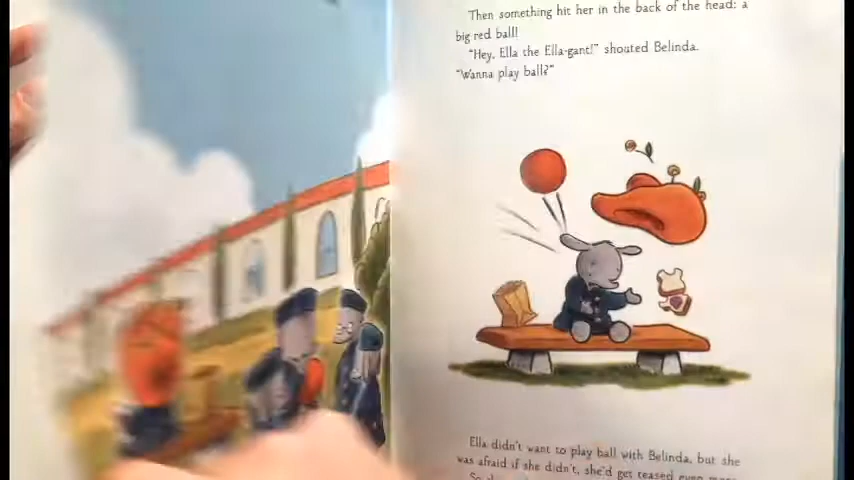 Then something hit her in the back of the head: a
big red ball!
"Hey, Ella the Ella-gant!" shouted Belinda.
"Wanna play ball?"
Ella didn't want to play ball with Belinda, but she
was afraid if she didn't, she'd get teased even more.